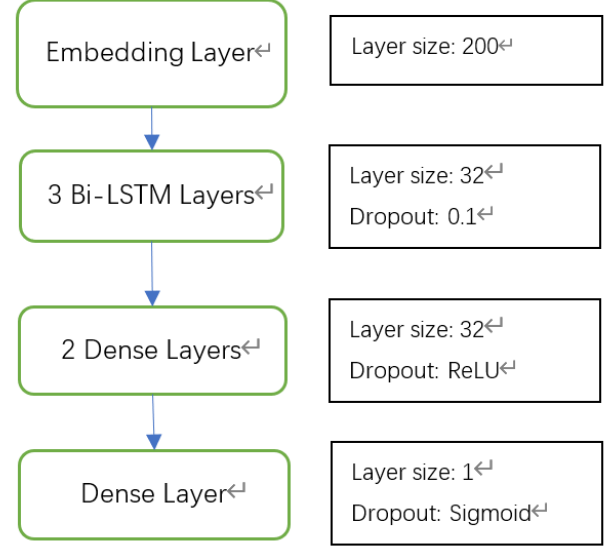 Embedding Layer↵
Layer size: 200↵
3 Bi-LSTM Layers↵
Layer size: 32↵
Dropout: 0.1↵
2 Dense Layers↵
Layer size: 32↵
Dropout: ReLU↵
Dense Layer↵
Layer size: 1↵
Dropout: Sigmoid↵